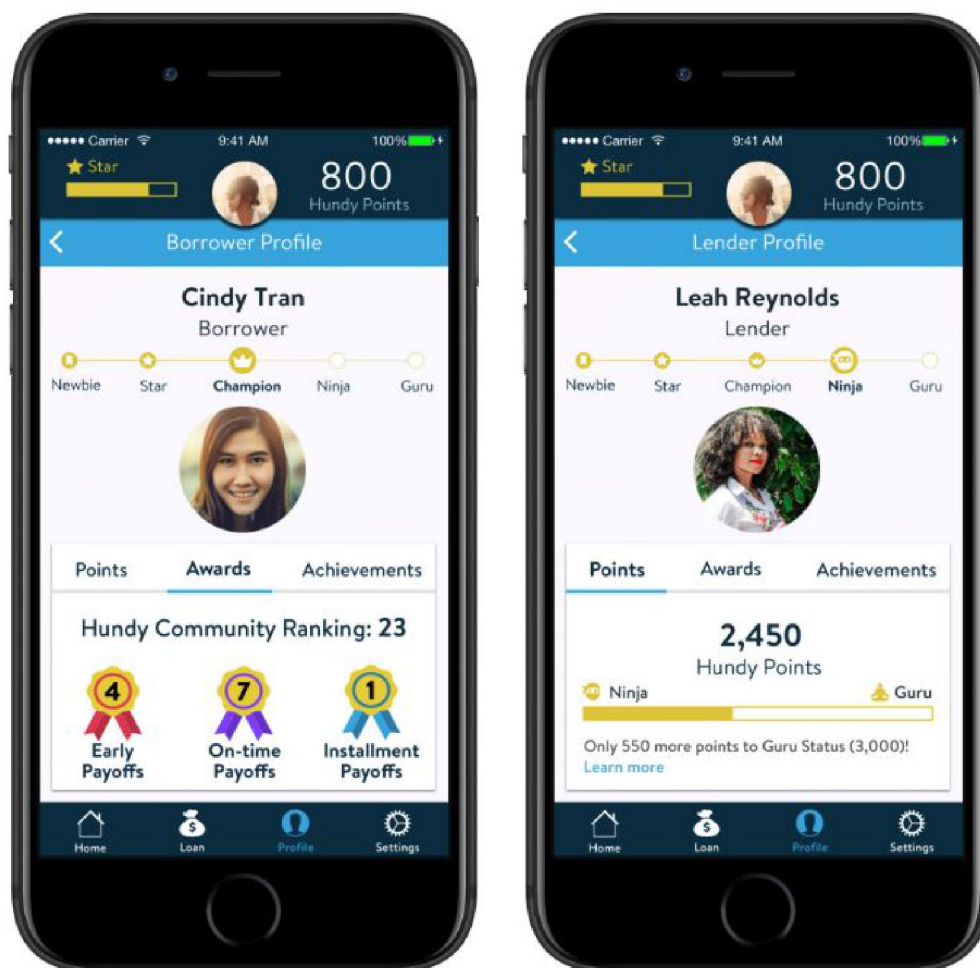 Carrier 9:41 AM 100%
Star
800
Hundy Points
Borrower Profile
Cindy Tran
Borrower
Newbie Star Champion Ninja Guru
Points Awards Achievements
Hundy Community Ranking: 23
4 7 1
Early On-time Installment
Payoffs Payoffs Payoffs
Home Loan Profile Settings
Carrier 9:41 AM 100%
Star
800
Hundy Points
Lender Profile
Leah Reynolds
Lender
Newbie Star Champion Ninja Guru
Points Awards Achievements
2,450
Hundy Points
Ninja Guru
Only 550 more points to Guru Status (3,000)!
Learn more
Home Loan Profile Settings